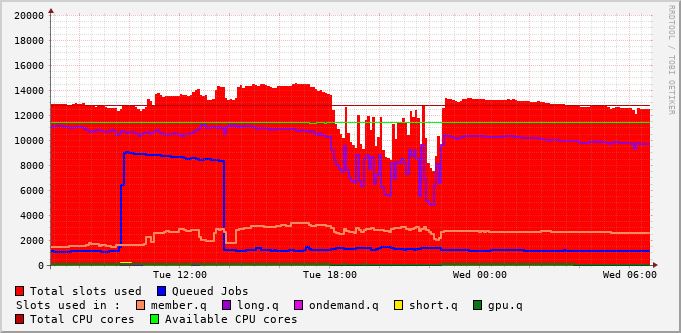 20000
18000
16000
14000
12000
10000
8000
6000
4000
2000
0
Tue 12:00 Tue 18:00 Wed 00:00 Wed 06:00
RRDTOOL / TOBI OETIKER
Total slots used Queued Jobs
Slots used in : member.q long.q ondemand.q short.q gpu.q
Total CPU cores Available CPU cores